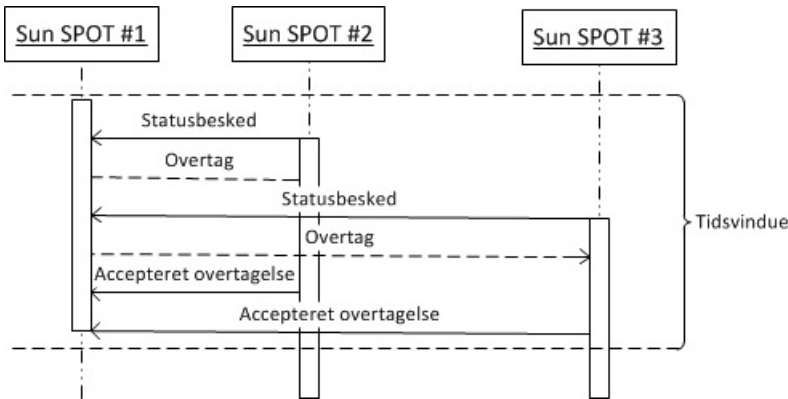 Sun SPOT #1
Sun SPOT #2
Sun SPOT #3
Statusbesked
Overtag
Statusbesked
Tidsvindue
Overtag
Accepteret overtagelse
Accepteret overtagelse